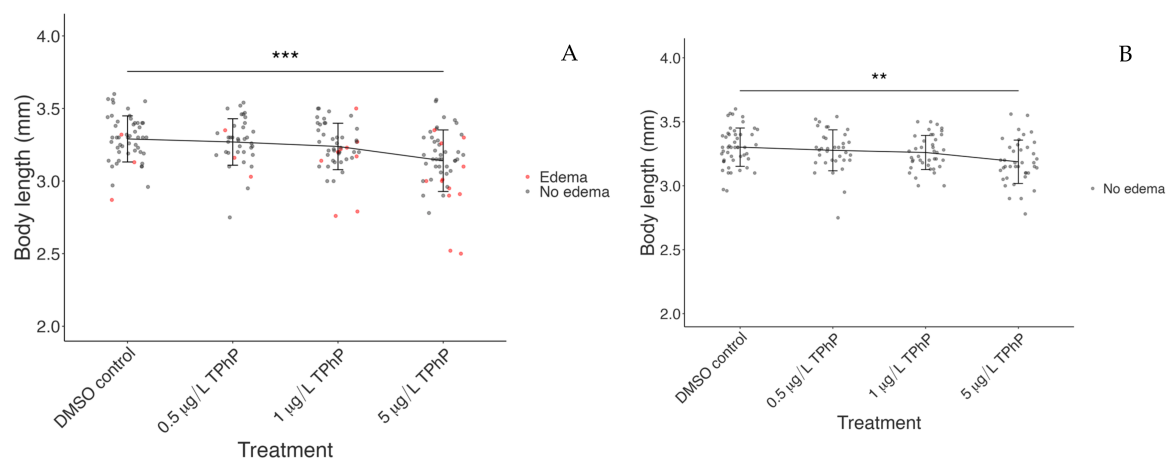 A
4.0
***
3.5
3.0
2.5
2.0
Body length (mm)
Edema
No edema
DMSO control
0.5 µg/L TPhP
1 µg/L TPhP
5 µg/L TPhP
Treatment
B
4.0
**
3.5
3.0
2.5
2.0
Body length (mm)
No edema
DMSO control
0.5 µg/L TPhP
1 µg/L TPhP
5 µg/L TPhP
Treatment